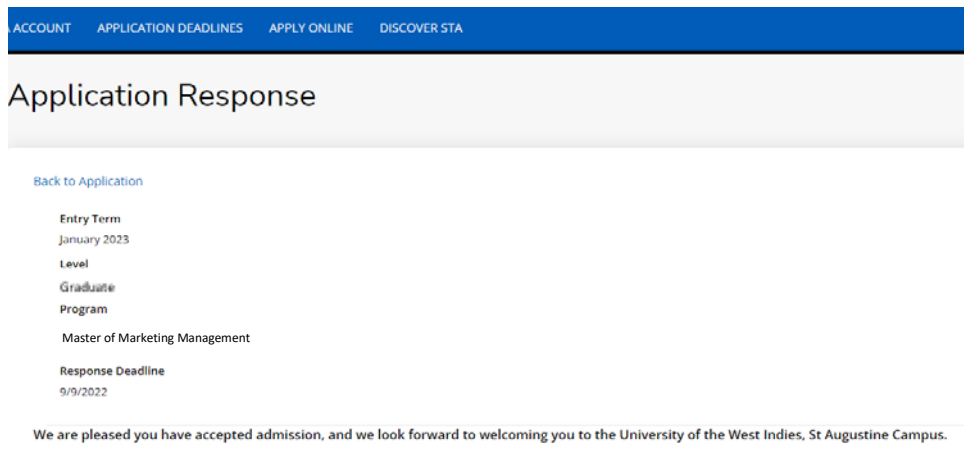 ACCOUNT APPLICATION DEADLINES APPLY ONLINE DISCOVER STA
Application Response
Back to Application
Entry Term
January 2023
Level
Graduate
Program
Master of Marketing Management
Response Deadline
9/9/2022
We are pleased you have accepted admission, and we look forward to welcoming you to the University of the West Indies, St Augustine Campus.